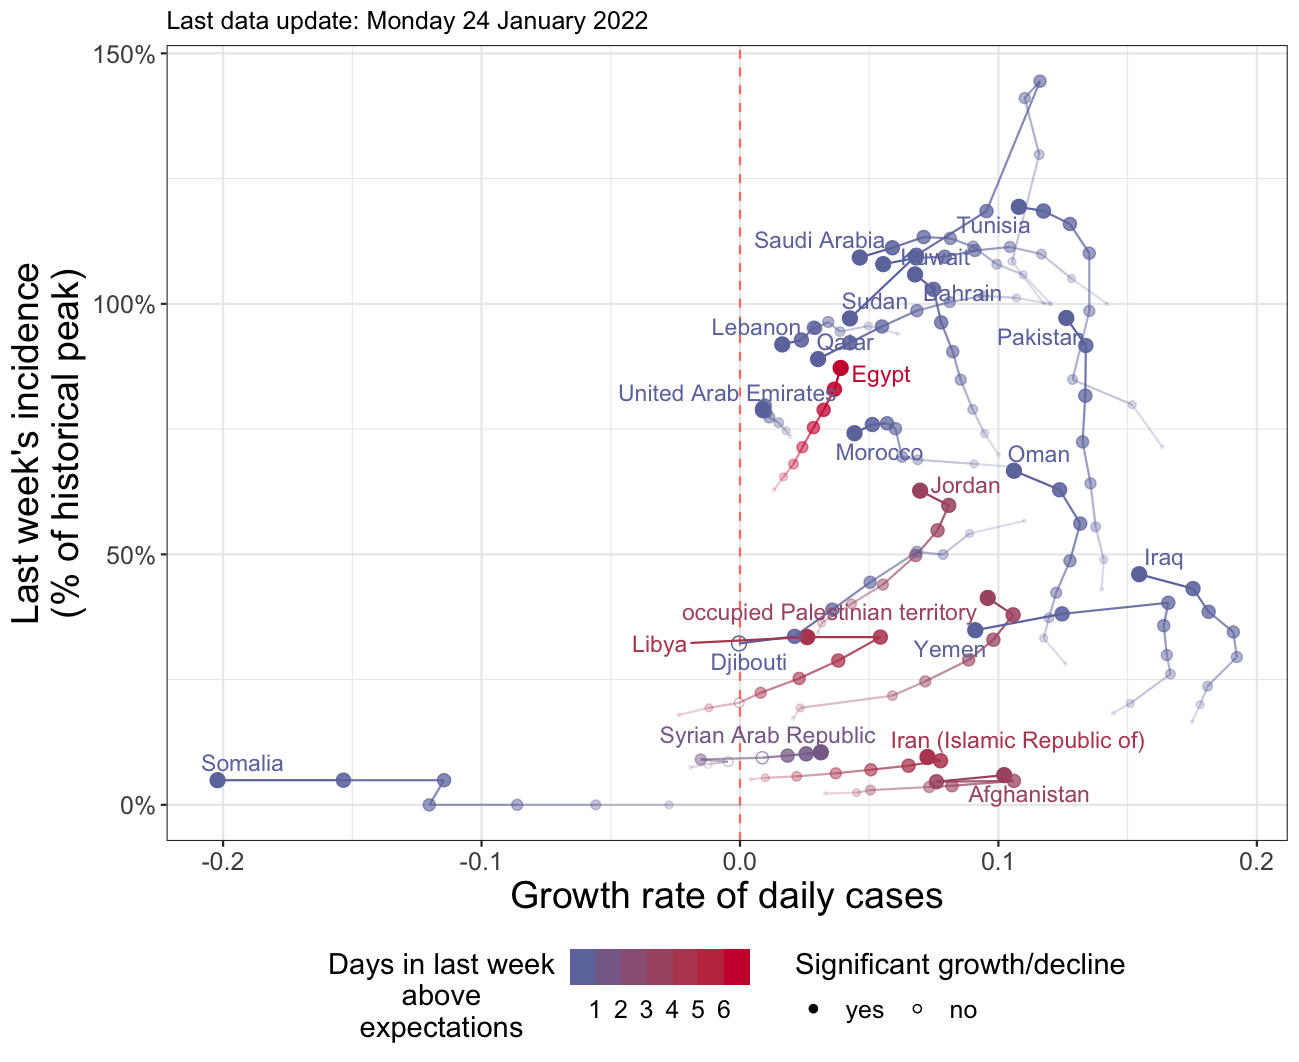 Last data update: Monday 24 January 2022
Last week's incidence
(% of historical peak)
150%
100%
50%
0%
Tunisia
Saudi Arabia
Kuwait
Bahrain
Sudan
Lebanon
Qatar
Pakistan
Egypt
United Arab Emirates
Morocco
Oman
Jordan
Iraq
occupied Palestinian territory
Libya
Djibouti
Yemen
Syrian Arab Republic
Iran (Islamic Republic of)
Somalia
Afghanistan
-0.2 -0.1 0.0 0.1 0.2
Growth rate of daily cases
Days in last week
above
expectations
1 2 3 4 5 6
Significant growth/decline
yes no